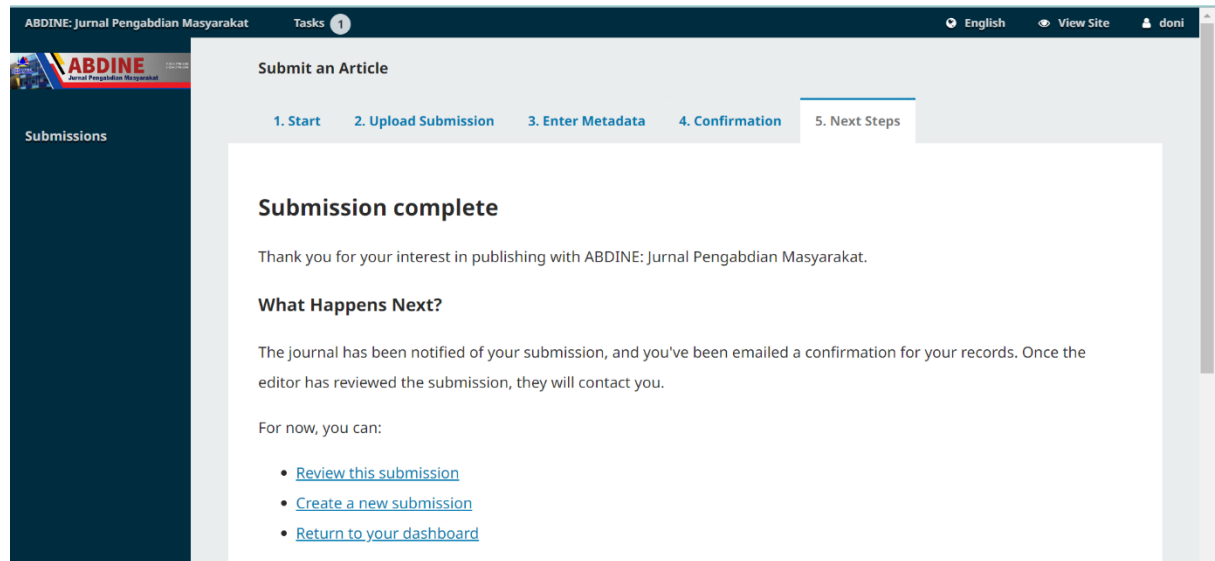 ABDINE: Jurnal Pengabdian Masyarakat Tasks 1 English View Site doni
ABDINE
Jurnal Pengabdian Masyarakat
Submissions
Submit an Article
1. Start 2. Upload Submission 3. Enter Metadata 4. Confirmation 5. Next Steps
Submission complete
Thank you for your interest in publishing with ABDINE: Jurnal Pengabdian Masyarakat.
What Happens Next?
The journal has been notified of your submission, and you've been emailed a confirmation for your records. Once the
editor has reviewed the submission, they will contact you.
For now, you can:
• Review this submission
• Create a new submission
• Return to your dashboard